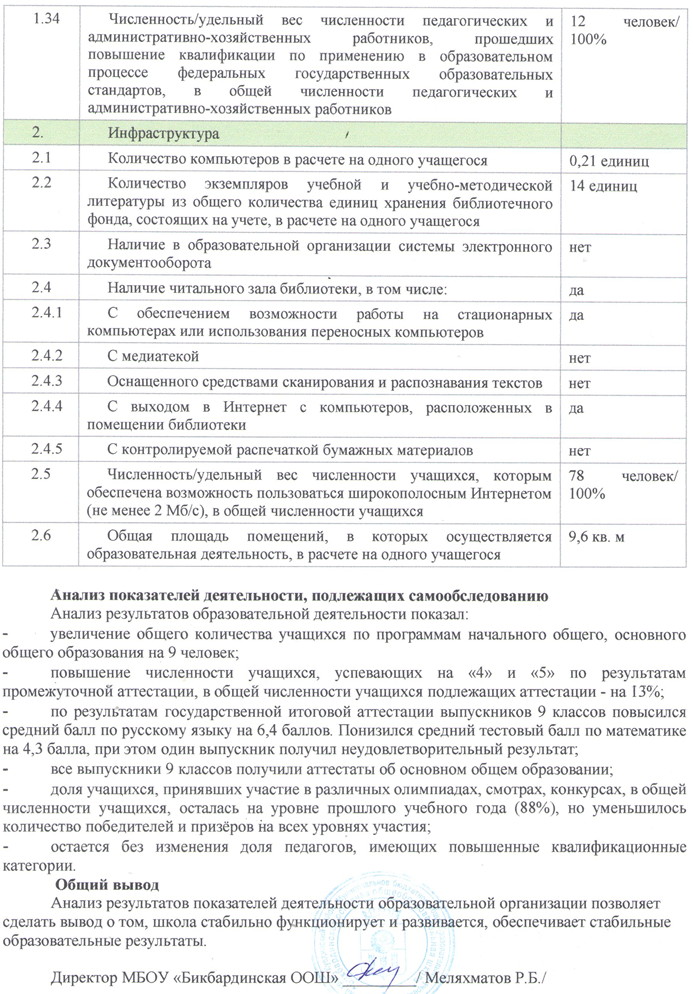 1.34 Численность/удельный вес численности педагогических и 12 человек/
административно-хозяйственных работников, прошедших 100%
повышение квалификации по применению в образовательном
процессе федеральных государственных образовательных
стандартов, в общей численности педагогических и
административно-хозяйственных работников
2. Инфраструктура
2.1 Количество компьютеров в расчете на одного учащегося 0,21 единиц
2.2 Количество экземпляров учебной и учебно-методической 14 единиц
литературы из общего количества единиц хранения библиотечного
фонда, состоящих на учете, в расчете на одного учащегося
2.3 Наличие в образовательной организации системы электронного нет
документооборота
2.4 Наличие читального зала библиотеки, в том числе: да
2.4.1 С обеспечением возможности работы на стационарных да
компьютерах или использования переносных компьютеров
2.4.2 С медиатекой нет
2.4.3 Оснащенного средствами сканирования и распознавания текстов нет
2.4.4 С выходом в Интернет с компьютеров, расположенных в да
помещении библиотеки
2.4.5 С контролируемой распечаткой бумажных материалов нет
2.5 Численность/удельный вес численности учащихся, которым 78 человек/
обеспечена возможность пользоваться широкополосным Интернетом 100%
(не менее 2 Мб/с), в общей численности учащихся
2.6 Общая площадь помещений, в которых осуществляется 9,6 кв. м
образовательная деятельность, в расчете на одного учащегося
Анализ показателей деятельности, подлежащих самообследованию
Анализ результатов образовательной деятельности показал:
- увеличение общего количества учащихся по программам начального общего, основного
общего образования на 9 человек;
- повышение численности учащихся, успевающих на «4» и «5» по результатам
промежуточной аттестации, в общей численности учащихся подлежащих аттестации - на 13%;
- по результатам государственной итоговой аттестации выпускников 9 классов повысился
средний балл по русскому языку на 6,4 баллов. Понизился средний тестовый балл по математике
на 4,3 балла, при этом один выпускник получил неудовлетворительный результат;
- все выпускники 9 классов получили аттестаты об основном общем образовании;
- доля учащихся, принявших участие в различных олимпиадах, смотрах, конкурсах, в общей
численности учащихся, осталась на уровне прошлого учебного года (88%), но уменьшилось
количество победителей и призёров на всех уровнях участия;
- остается без изменения доля педагогов, имеющих повышенные квалификационные
категории.
Общий вывод
Анализ результатов показателей деятельности образовательной организации позволяет
сделать вывод о том, школа стабильно функционирует и развивается, обеспечивает стабильные
образовательные результаты.
Директор МБОУ «Бикбардинская ООШ» _________/ Меляхматов Р.Б./